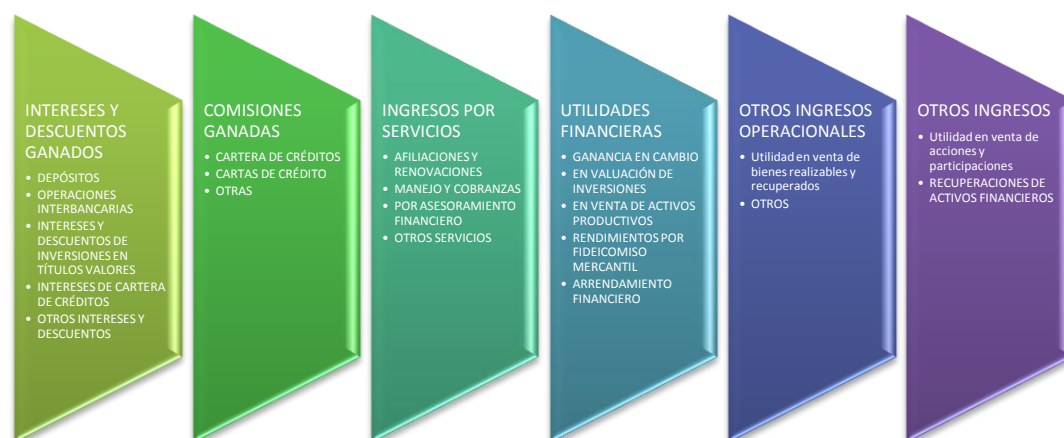 INTERESES Y
DESCUENTOS
GANADOS
• DEPÓSITOS
• OPERACIONES
INTERBANCARIAS
• INTERESES Y
DESCUENTOS DE
INVERSIONES EN
TÍTULOS VALORES
• INTERESES DE CARTERA
DE CRÉDITOS
• OTROS INTERESES Y
DESCUENTOS
COMISIONES
GANADAS
• CARTERA DE CRÉDITOS
• CARTAS DE CRÉDITO
• OTRAS
INGRESOS POR
SERVICIOS
• AFILIACIONES Y
RENOVACIONES
• MANEJO Y COBRANZAS
• POR ASESORAMIENTO
FINANCIERO
• OTROS SERVICIOS
UTILIDADES
FINANCIERAS
• GANANCIA EN CAMBIO
• EN VALUACIÓN DE
INVERSIONES
• EN VENTA DE ACTIVOS
PRODUCTIVOS
• RENDIMIENTOS POR
FIDEICOMISO
MERCANTIL
• ARRENDAMIENTO
FINANCIERO
OTROS INGRESOS
OPERACIONALES
• Utilidad en venta de
bienes realizables y
recuperados
• OTROS
OTROS INGRESOS
• Utilidad en venta de
acciones y
participaciones
• RECUPERACIONES DE
ACTIVOS FINANCIEROS